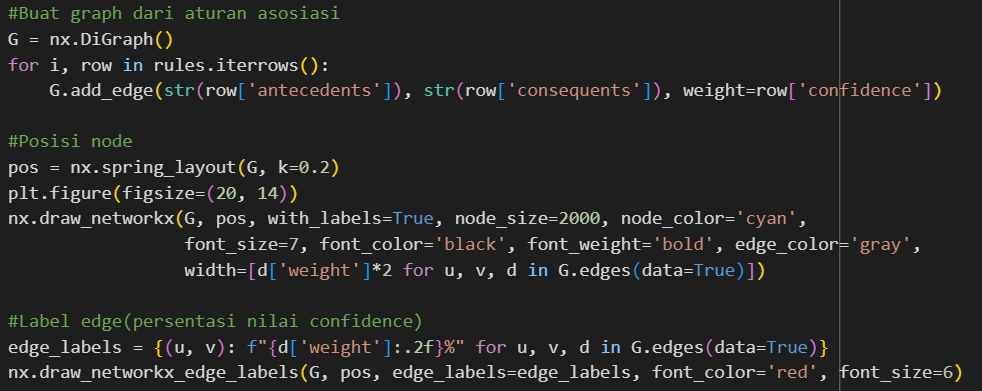 #Buat graph dari aturan asosiasi
G = nx.DiGraph()
for i, row in rules.iterrows():
    G.add_edge(str(row['antecedents']), str(row['consequents']), weight=row['confidence'])

#Posisi node
pos = nx.spring_layout(G, k=0.2)
plt.figure(figsize=(20, 14))
nx.draw_networkx(G, pos, with_labels=True, node_size=2000, node_color='cyan',
                 font_size=7, font_color='black', font_weight='bold', edge_color='gray',
                 width=[d['weight']*2 for u, v, d in G.edges(data=True)])

#Label edge(persentasi nilai confidence)
edge_labels = {(u, v): f"{d['weight']:.2f}%" for u, v, d in G.edges(data=True)}
nx.draw_networkx_edge_labels(G, pos, edge_labels=edge_labels, font_color='red', font_size=6)